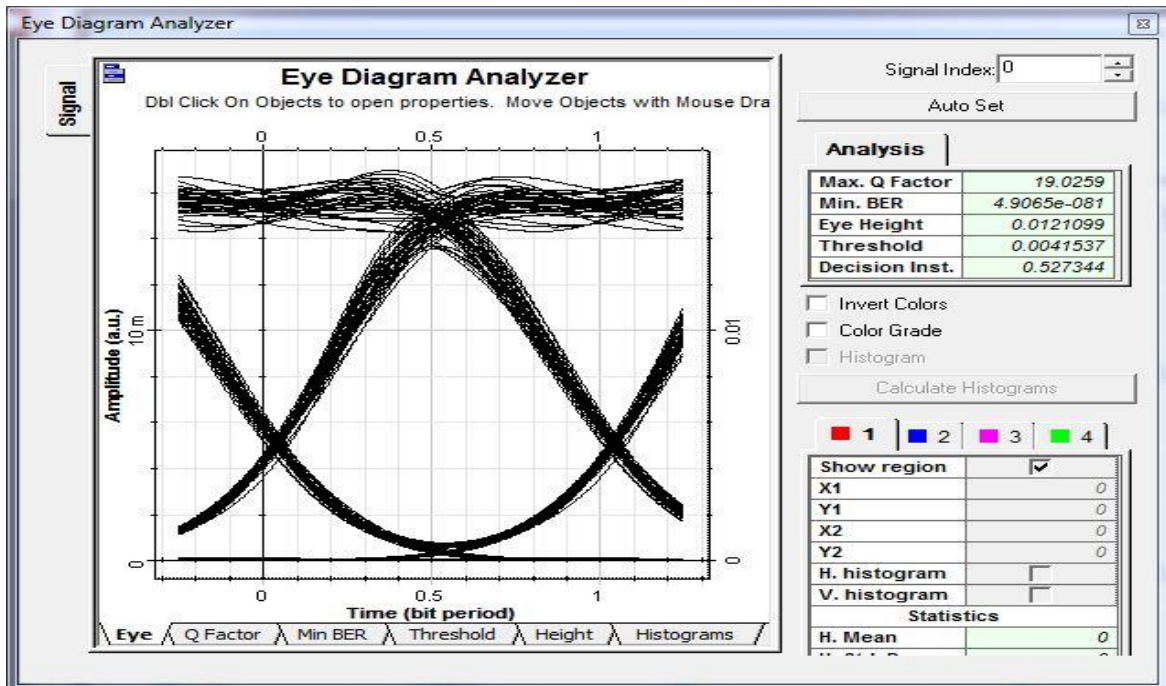 Eye Diagram Analyzer
Signal
Eye Diagram Analyzer
Dbl Click On Objects to open properties. Move Objects with Mouse Dra
0 0.5 1
Amplitude (a.u.)
10 m
0
0.01
0
0 0.5 1
Time (bit period)
Eye Q Factor Min BER Threshold Height Histograms
Signal Index: 0
Auto Set
Analysis
Max. Q Factor 19.0259
Min. BER 4.9065e-081
Eye Height 0.0121099
Threshold 0.0041537
Decision Inst. 0.527344
Invert Colors
Color Grade
Histogram
Calculate Histograms
1 2 3 4
Show region
X1 0
Y1 0
X2 0
Y2 0
H. histogram
V. histogram
Statistics
H. Mean 0